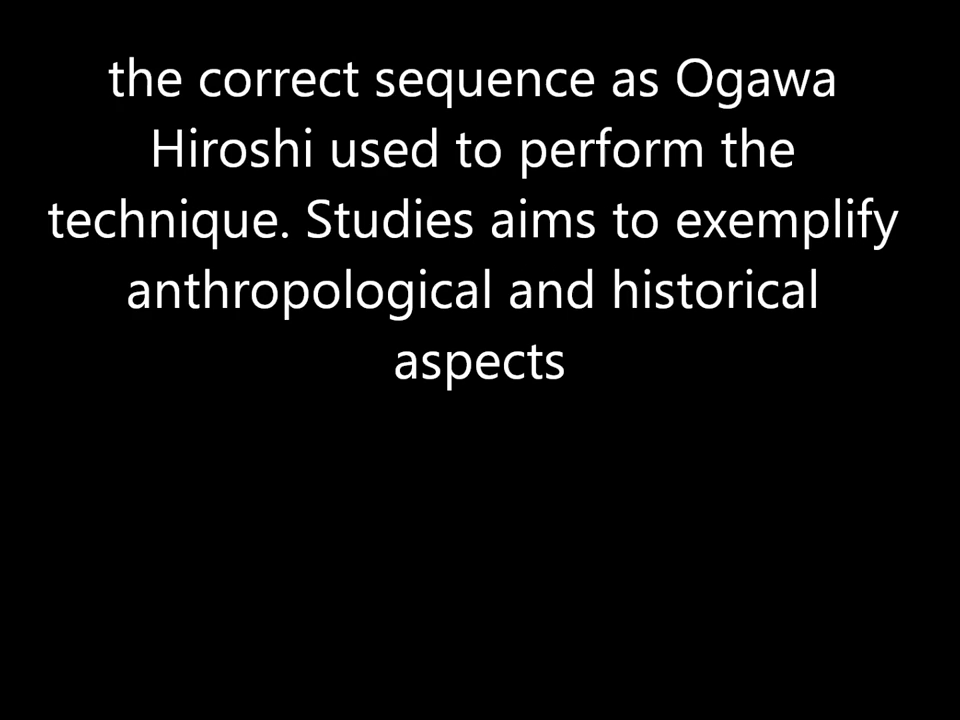 the correct sequence as Ogawa
Hiroshi used to perform the
technique. Studies aims to exemplify
anthropological and historical
aspects